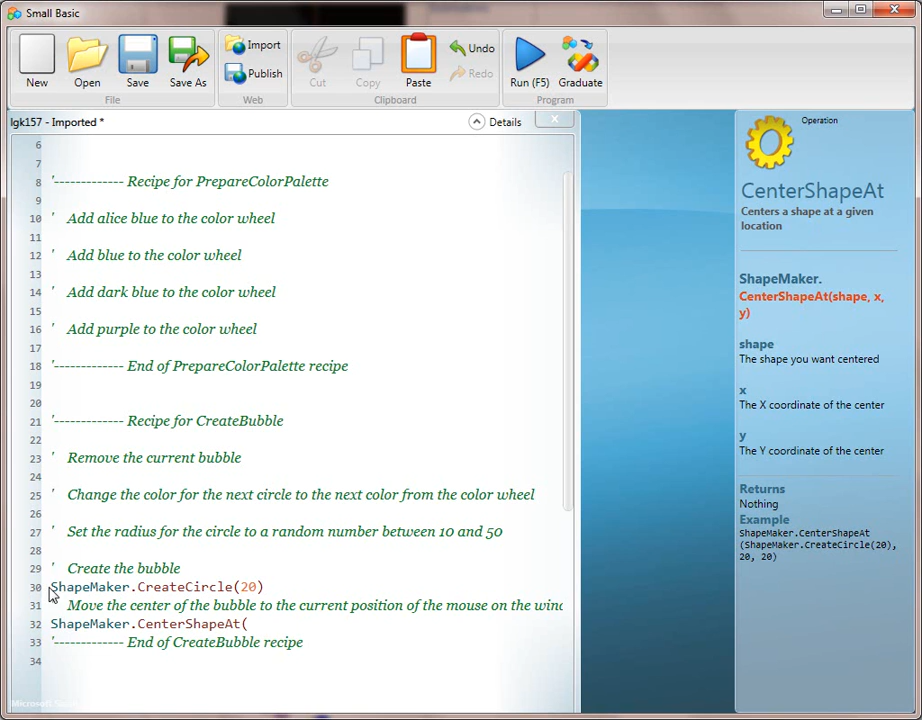 Small Basic
New
Open
Save
Save As
Import
Publish
Cut
Copy
Paste
Undo
Redo
Run (F5)
Graduate
File
Web
Clipboard
Program
lgk157 - Imported *
Details
6
7
8 '------------- Recipe for PrepareColorPalette
9
10 ' Add alice blue to the color wheel
11
12 ' Add blue to the color wheel
13
14 ' Add dark blue to the color wheel
15
16 ' Add purple to the color wheel
17
18 '------------- End of PrepareColorPalette recipe
19
20
21 '------------- Recipe for CreateBubble
22
23 ' Remove the current bubble
24
25 ' Change the color for the next circle to the next color from the color wheel
26
27 ' Set the radius for the circle to a random number between 10 and 50
28
29 ' Create the bubble
30 ShapeMaker.CreateCircle(20)
31 ' Move the center of the bubble to the current position of the mouse on the wind
32 ShapeMaker.CenterShapeAt(
33 '------------- End of CreateBubble recipe
34
Operation
CenterShapeAt
Centers a shape at a given
location
ShapeMaker.
CenterShapeAt(shape, x,
y)
shape
The shape you want centered
x
The X coordinate of the center
y
The Y coordinate of the center
Returns
Nothing
Example
ShapeMaker.CenterShapeAt
(ShapeMaker.CreateCircle(20),
20, 20)